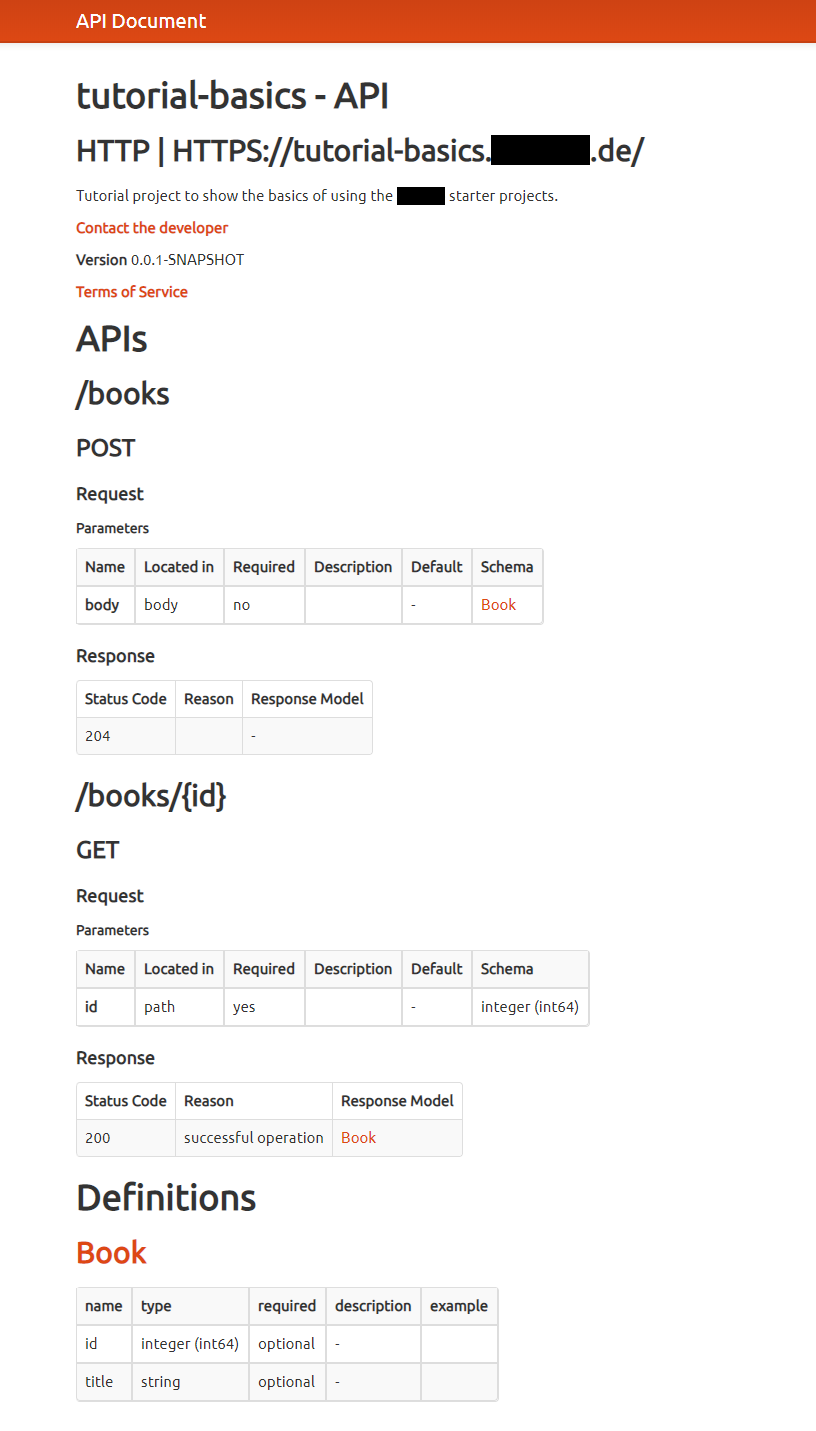 API Document
tutorial-basics - API
HTTP | HTTPS://tutorial-basics. .de/
Tutorial project to show the basics of using the starter projects.
Contact the developer
Version 0.0.1-SNAPSHOT
Terms of Service
APIs
/books
POST
Request
Parameters
Name Located in Required Description Default Schema
body body no - Book
Response
Status Code Reason Response Model
204 -
/books/{id}
GET
Request
Parameters
Name Located in Required Description Default Schema
id path yes - integer (int64)
Response
Status Code Reason Response Model
200 successful operation Book
Definitions
Book
name type required description example
id integer (int64) optional -
title string optional -